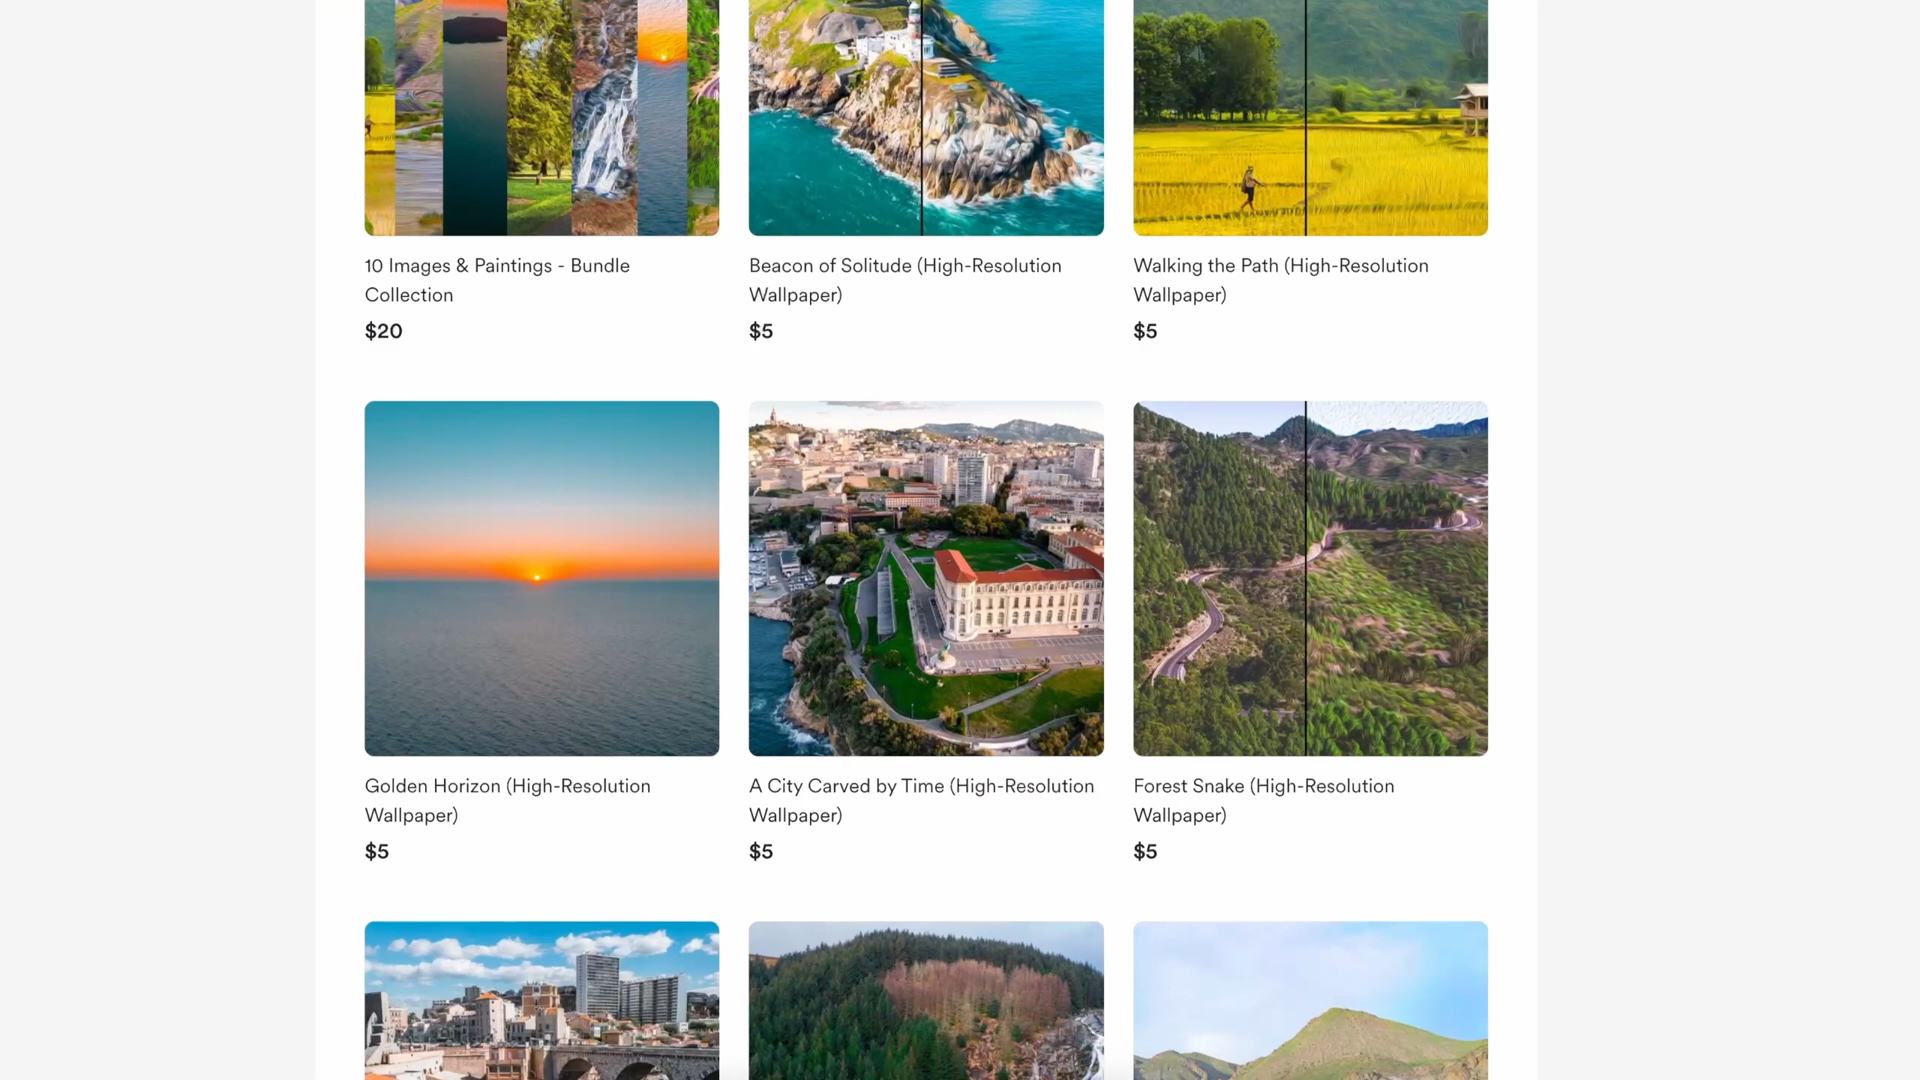 10 Images & Paintings - Bundle
Collection
$20
Beacon of Solitude (High-Resolution
Wallpaper)
$5
Walking the Path (High-Resolution
Wallpaper)
$5
Golden Horizon (High-Resolution
Wallpaper)
$5
A City Carved by Time (High-Resolution
Wallpaper)
$5
Forest Snake (High-Resolution
Wallpaper)
$5